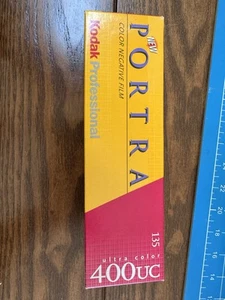 NEW
PORTRA
COLOR NEGATIVE FILM
Kodak Professional
135
ultra color
400UC